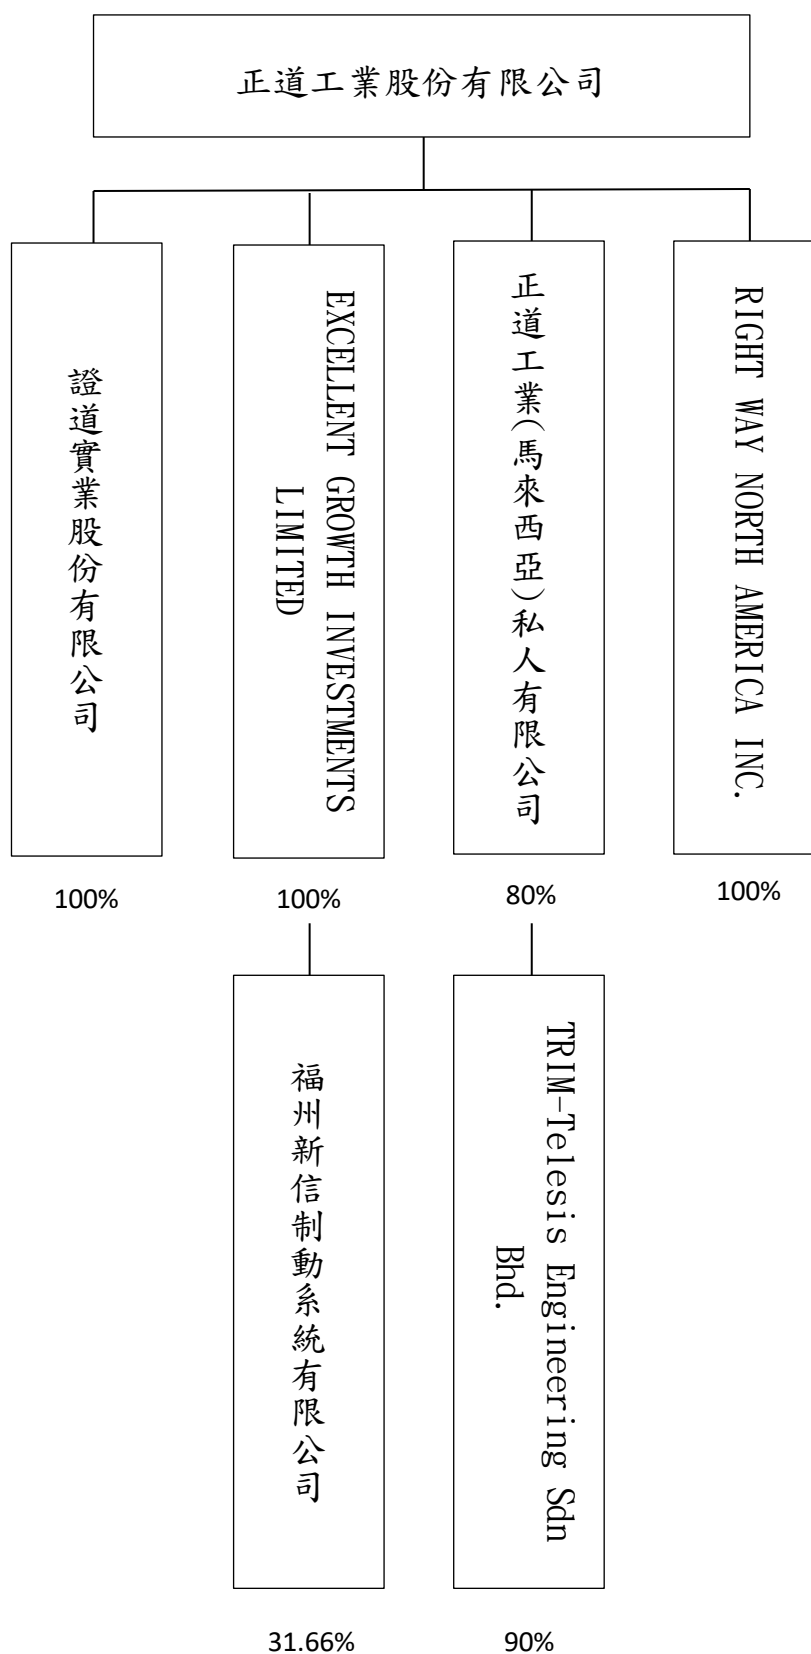 正道工業股份有限公司
證道實業股份有限公司
EXCELLENT GROWTH INVESTMENTS
LIMITED
正道工業(馬來西亞)私人有限公司
RIGHT WAY NORTH AMERICA INC.
100%
100%
80%
100%
福州新信制動系統有限公司
TRIM-Telesis Engineering Sdn
Bhd.
31.66%
90%